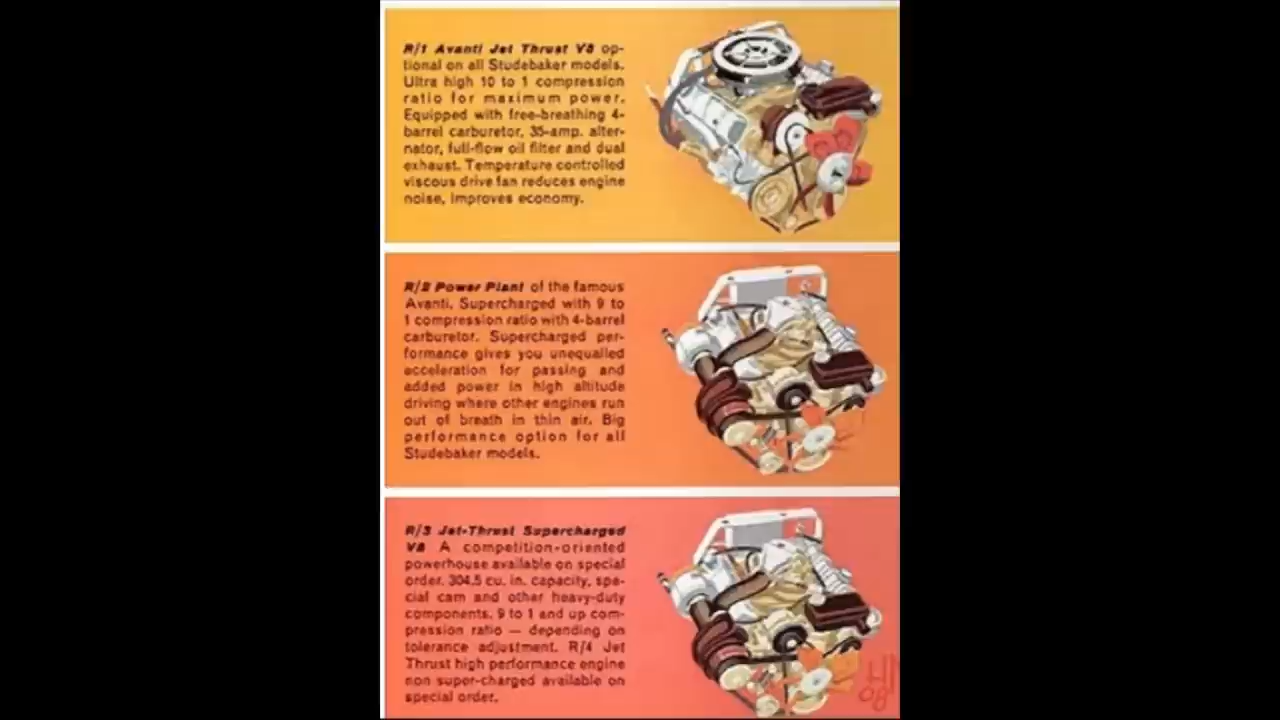 R/1 Avanti Jet Thrust V8 op-
tional on all Studebaker models.
Ultra high 10 to 1 compression
ratio for maximum power.
Equipped with free-breathing 4-
barrel carburetor, 35-amp. alter-
nator, full-flow oil filter and dual
exhaust. Temperature controlled
viscous drive fan reduces engine
noise, improves economy.
R/2 Power Plant of the famous
Avanti. Supercharged with 9 to
1 compression ratio with 4-barrel
carburetor. Supercharged per-
formance gives you unequalled
acceleration for passing and
added power in high altitude
driving where other engines run
out of breath in thin air. Big
performance option for all
Studebaker models.
R/3 Jet-Thrust Supercharged
V8 A competition-oriented
powerhouse available on special
order. 304.5 cu. in. capacity, spe-
cial cam and other heavy-duty
components. 9 to 1 and up com-
pression ratio — depending on
tolerance adjustment. R/4 Jet
Thrust high performance engine
non super-charged available on
special order.
08